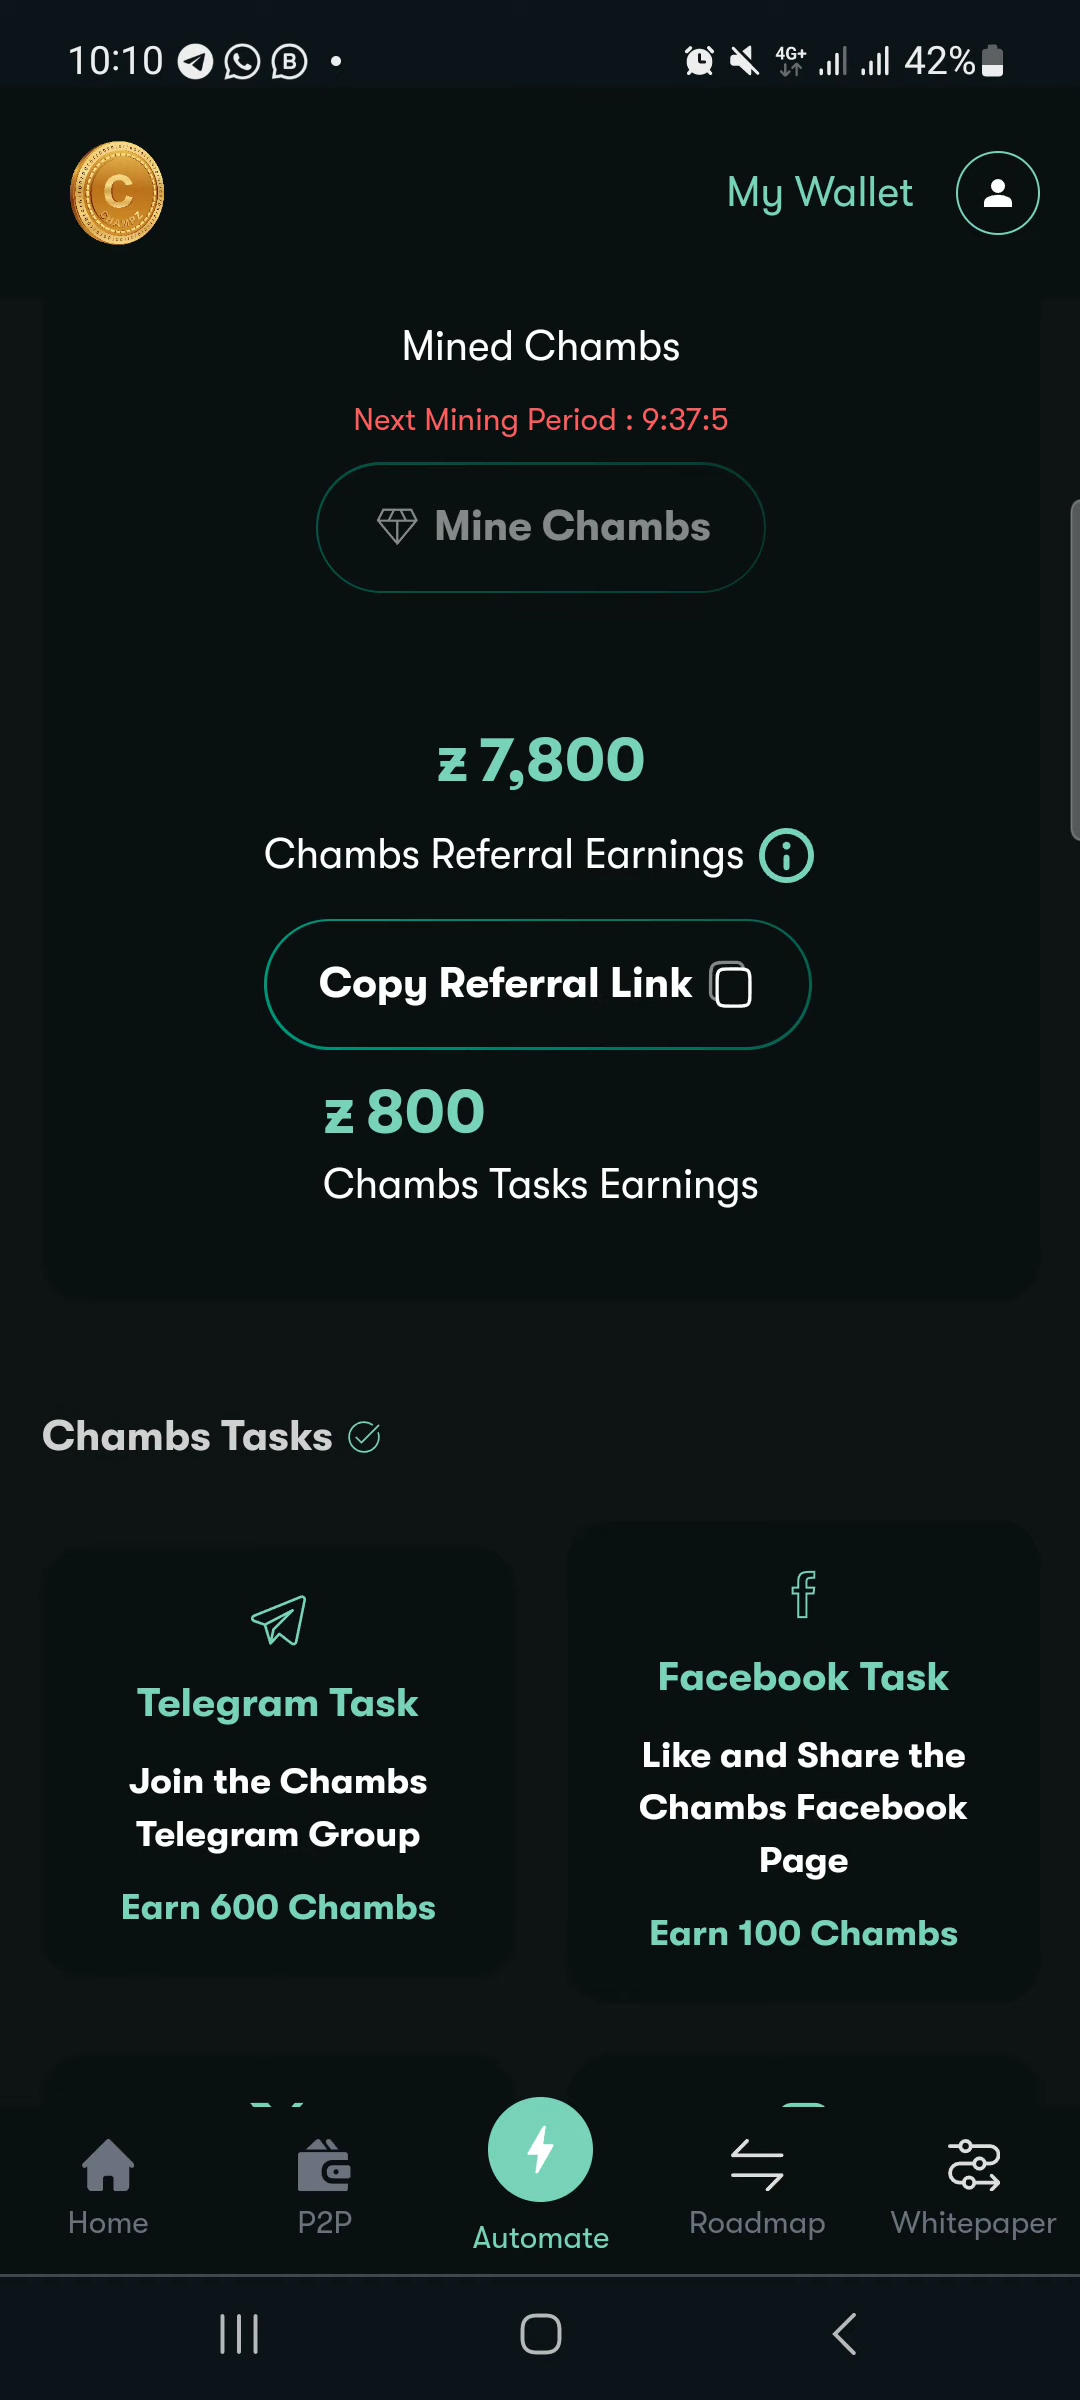 10:10
4G+
42%
C
CHAMPZ
My Wallet
Mined Chambs
Next Mining Period : 9:37:5
Mine Chambs
ƶ 7,800
Chambs Referral Earnings
Copy Referral Link
ƶ 800
Chambs Tasks Earnings
Chambs Tasks
Telegram Task
Join the Chambs
Telegram Group
Earn 600 Chambs
Facebook Task
Like and Share the
Chambs Facebook
Page
Earn 100 Chambs
Home
P2P
Automate
Roadmap
Whitepaper